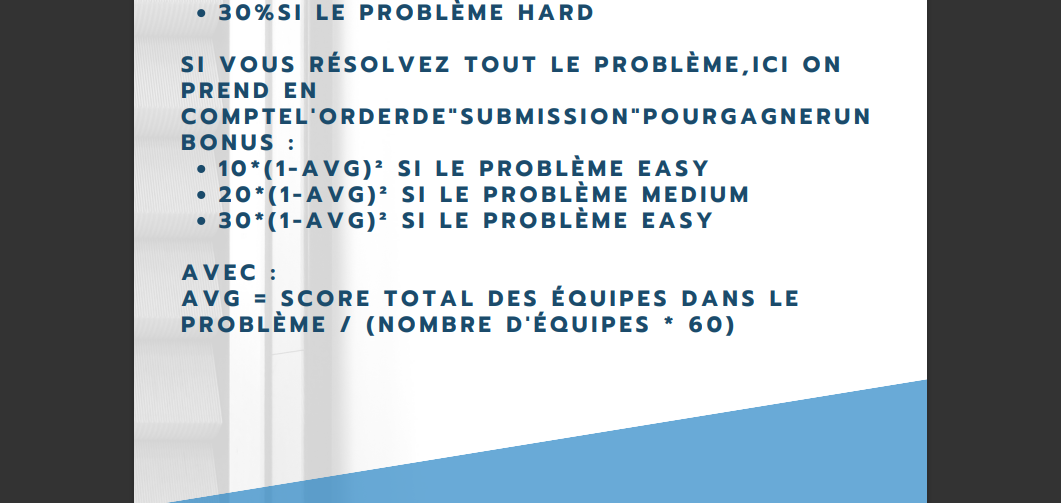 • 30%SI LE PROBLÈME HARD
SI VOUS RÉSOLVEZ TOUT LE PROBLÈME,ICI ON
PREND EN
COMPTEL'ORDERDE"SUBMISSION"POURGAGNERUN
BONUS :
• 10*(1-AVG)² SI LE PROBLÈME EASY
• 20*(1-AVG)² SI LE PROBLÈME MEDIUM
• 30*(1-AVG)² SI LE PROBLÈME EASY
AVEC :
AVG = SCORE TOTAL DES ÉQUIPES DANS LE
PROBLÈME / (NOMBRE D'ÉQUIPES * 60)